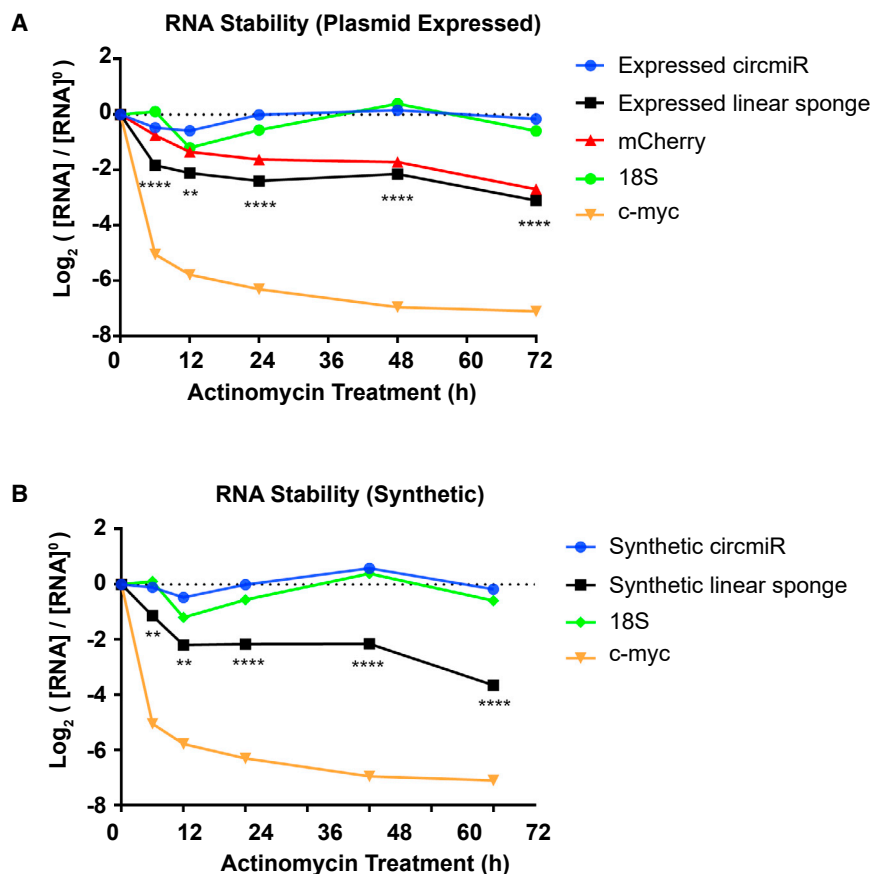 A
RNA Stability (Plasmid Expressed)
Log₂ ( [RNA] / [RNA]⁰ )
2
0
-2
-4
-6
-8
**** ** **** **** ****
0 12 24 36 48 60 72
Actinomycin Treatment (h)
Expressed circmiR
Expressed linear sponge
mCherry
18S
c-myc
B
RNA Stability (Synthetic)
Log₂ ( [RNA] / [RNA]⁰ )
2
0
-2
-4
-6
-8
** ** **** **** ****
0 12 24 36 48 60 72
Actinomycin Treatment (h)
Synthetic circmiR
Synthetic linear sponge
18S
c-myc